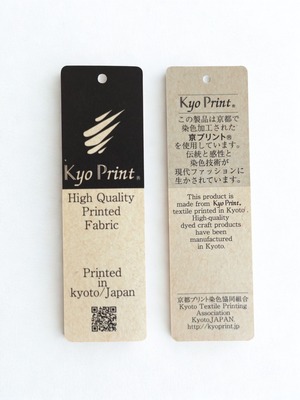 Kyo Print®
High Quality
Printed
Fabric
Printed
in
kyoto/Japan
Kyo Print®
この製品は京都で
染色加工された
京プリント®
を使用しています。
伝統と感性と
染色技術が
現代ファッションに
生かされています。
This product is
made from Kyo Print®,
textile printed in Kyoto.
High-quality
dyed craft products
have been
manufactured
in Kyoto.
京都プリント染色協同組合
Kyoto Textile Printing
Association
Kyoto,JAPAN.
http://kyoprint.jp